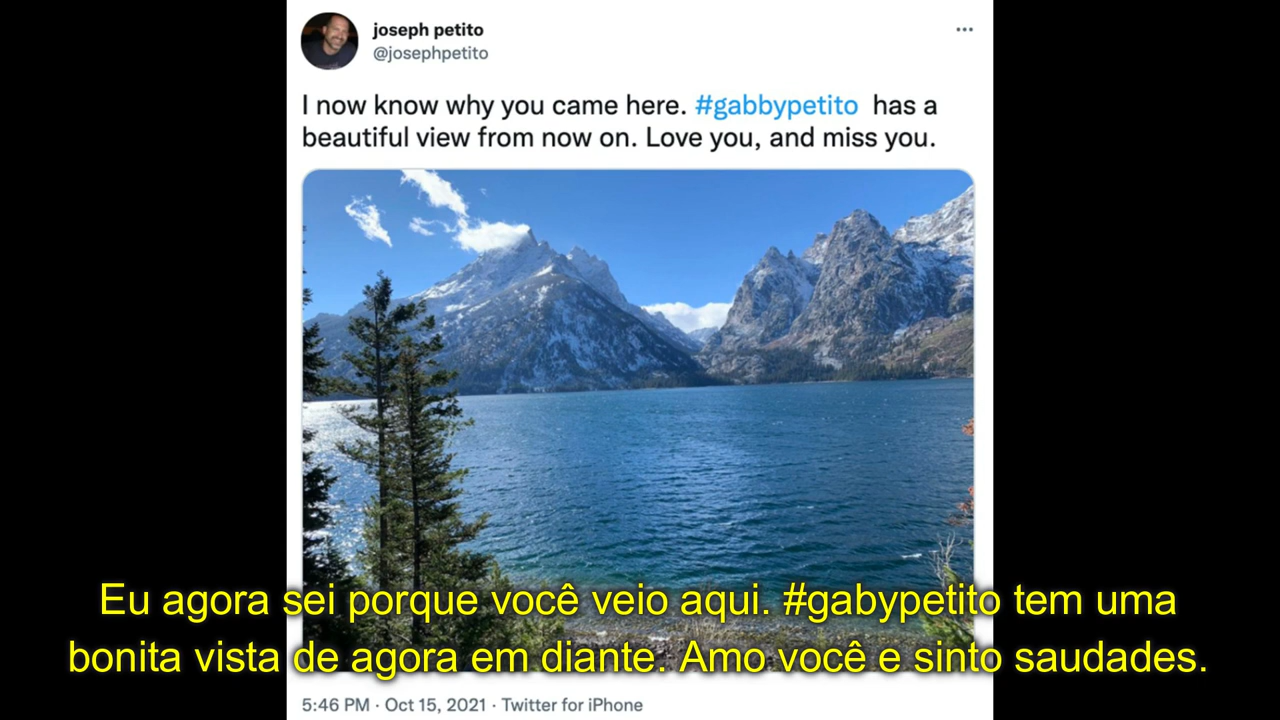 joseph petito
@josephpetito
I now know why you came here. #gabbypetito has a
beautiful view from now on. Love you, and miss you.
Eu agora sei porque você veio aqui. #gabypetito tem uma
bonita vista de agora em diante. Amo você e sinto saudades.
5:46 PM · Oct 15, 2021 · Twitter for iPhone